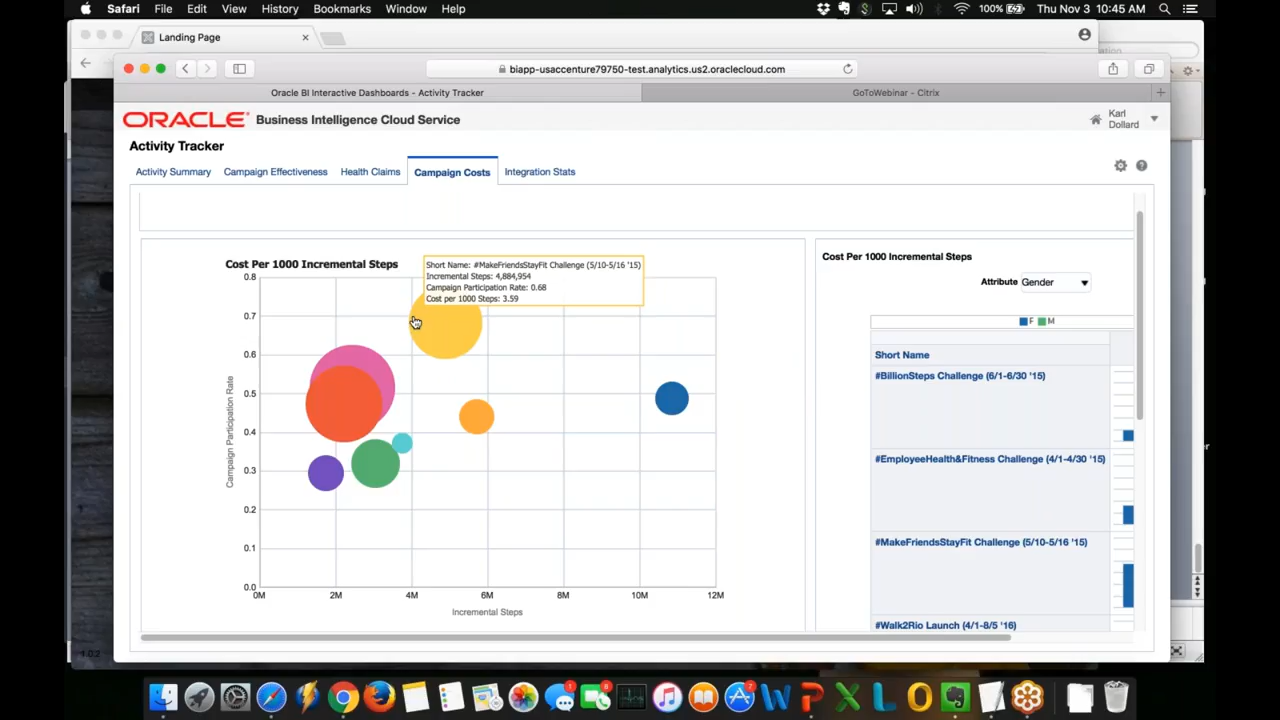 Safari File Edit View History Bookmarks Window Help
100% Thu Nov 3 10:45 AM
Landing Page
biapp-usaccenture79750-test.analytics.us2.oraclecloud.com
Oracle BI Interactive Dashboards - Activity Tracker
GoToWebinar - Citrix
ORACLE Business Intelligence Cloud Service
Karl
Dollard
Activity Tracker
Activity Summary
Campaign Effectiveness
Health Claims
Campaign Costs
Integration Stats
Cost Per 1000 Incremental Steps
Short Name: #MakeFriendsStayFit Challenge (5/10-5/16 '15)
Incremental Steps: 4,884,954
Campaign Participation Rate: 0.68
Cost per 1000 Steps: 3.59
0.8
0.7
0.6
0.5
0.4
0.3
0.2
0.1
0.0
Campaign Participation Rate
0M 2M 4M 6M 8M 10M 12M
Incremental Steps
Cost Per 1000 Incremental Steps
Attribute Gender
F M
Short Name
#BillionSteps Challenge (6/1-6/30 '15)
#EmployeeHealth&Fitness Challenge (4/1-4/30 '15)
#MakeFriendsStayFit Challenge (5/10-5/16 '15)
#Walk2Rio Launch (4/1-8/5 '16)
1.0.2